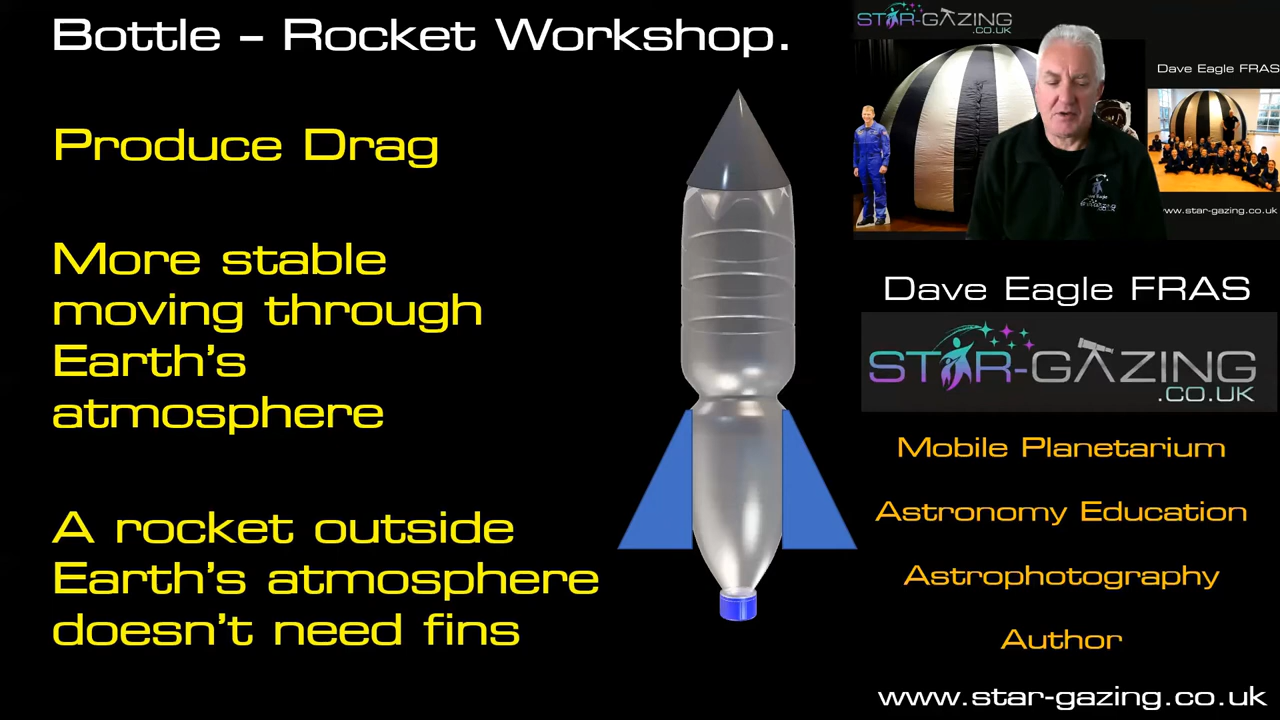 Bottle – Rocket Workshop.
Produce Drag
More stable
moving through
Earth's
atmosphere
A rocket outside
Earth's atmosphere
doesn't need fins
STAR-GAZING
.CO.UK
Dave Eagle FRAS
www.star-gazing.co.uk
Dave Eagle FRAS
STAR-GAZING
.CO.UK
Mobile Planetarium
Astronomy Education
Astrophotography
Author
www.star-gazing.co.uk